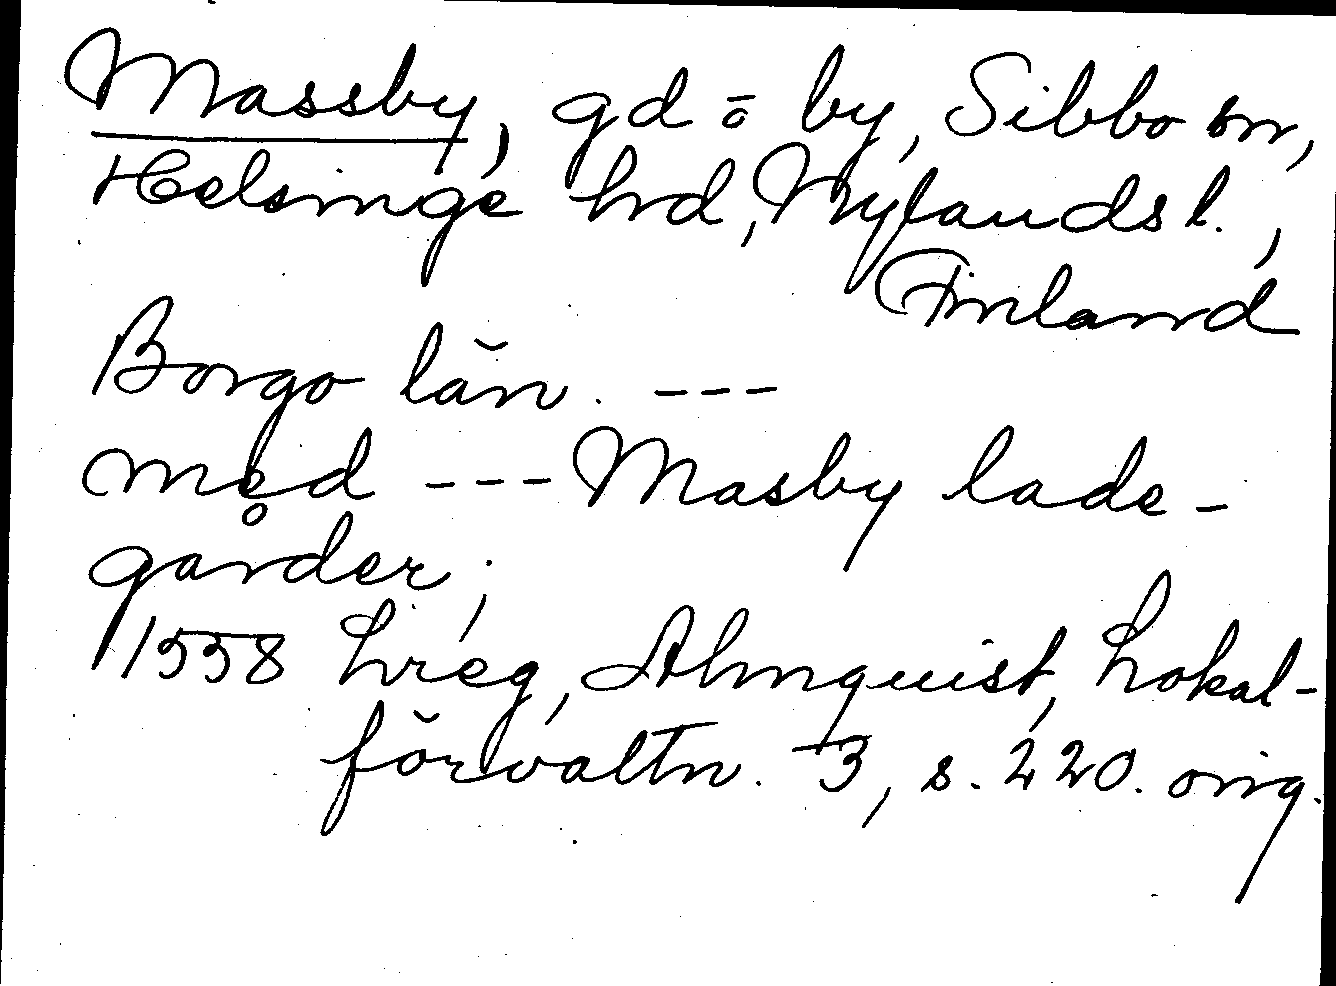 Massby, gd o by, Sibbo sn,
Helsinge hrd, Nylands l.,
Finland
Borgo län. ---
med --- Masby lade-
gårder;
1558 Lreg, Almquist, Lokal-
förvaltn. 3, s. 220. orig.